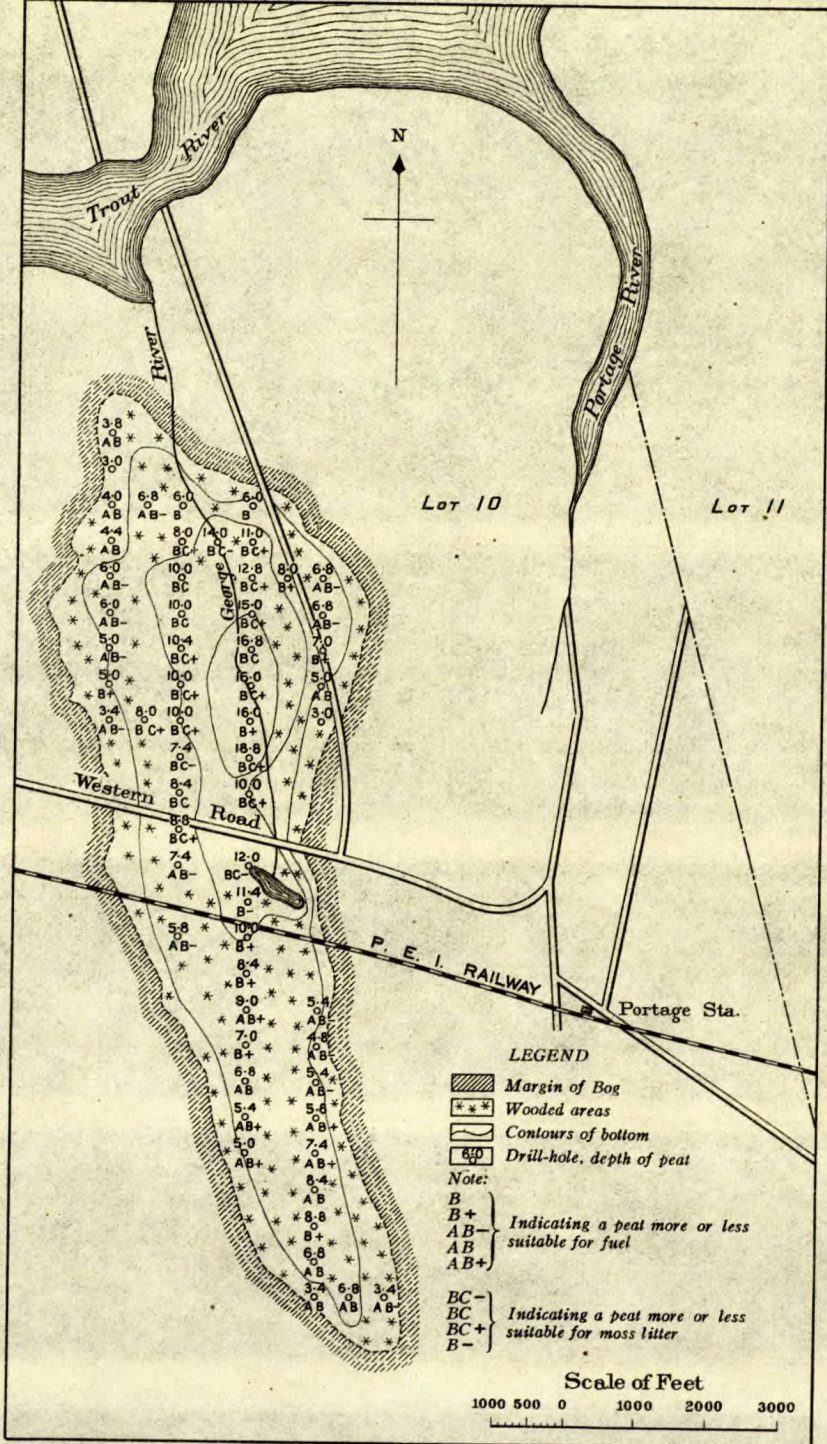 Trout River
N
River
Portage River
LOT 10
LOT 11
3.8
AB
3.0
4.0 6.8 6.0 6.0
AB AB- B B
4.4 8.0 14.0 11.0
AB BC+ BC- BC+
6.0 10.0 12.8 8.0 6.8
AB- BC BC+ B+ AB-
George
6.0 10.0 15.0 6.8
AB- BC BC+ AB-
5.0 10.4 16.8 7.0
AB- BC+ BC B+
5.0 10.0 16.0 5.0
B+ BC+ BC+ AB
3.4 8.0 10.0 16.0 3.0
AB- BC+ BC+ B+
7.4 18.8
BC- BC+
8.4 10.0
BC BC+
Western Road
8.8
BC+
7.4 12.0
AB- BC-
11.4
B-
5.8 10.0
AB- B+
P. E. I. RAILWAY
8.4
B+
9.0 5.4
AB+ AB-
Portage Sta.
7.0 4.8
B+ AB-
6.8 5.4
AB AB-
5.4 5.8
AB+ AB+
5.0 7.4
AB+ AB+
8.4
AB
8.8
B+
6.8
AB
3.4 6.8 3.4
AB AB AB-
LEGEND
Margin of Bog
Wooded areas
Contours of bottom
6.0 Drill-hole, depth of peat
Note:
B
B+
AB-
AB
AB+
Indicating a peat more or less
suitable for fuel
BC-
BC
BC+
B-
Indicating a peat more or less
suitable for moss litter
Scale of Feet
1000 500 0 1000 2000 3000